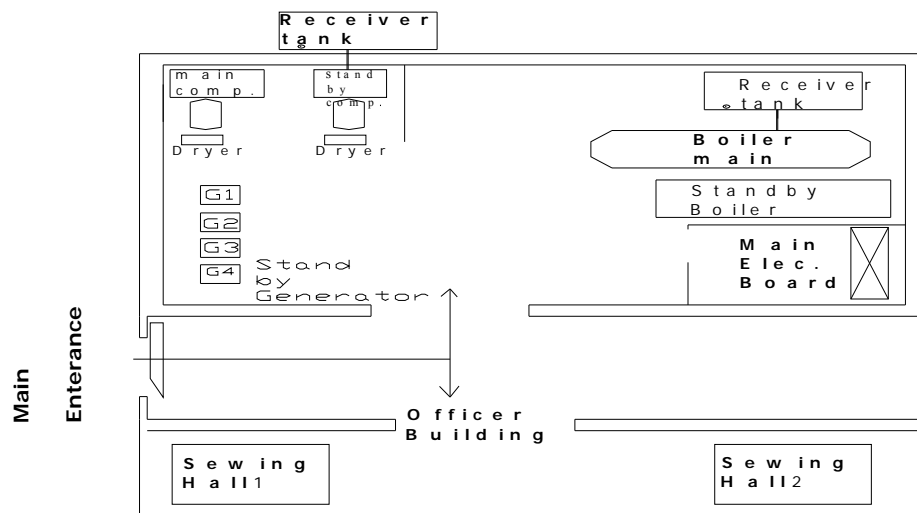 Receiver
tank
main
comp.
Stand
by
comp.
Receiver
tank
Dryer
Dryer
Boiler
main
Standby
Boiler
G1
G2
G3
G4
Stand
by
Generator
Main
Elec.
Board
Main
Enterance
Officer
Building
Sewing
Hall1
Sewing
Hall2